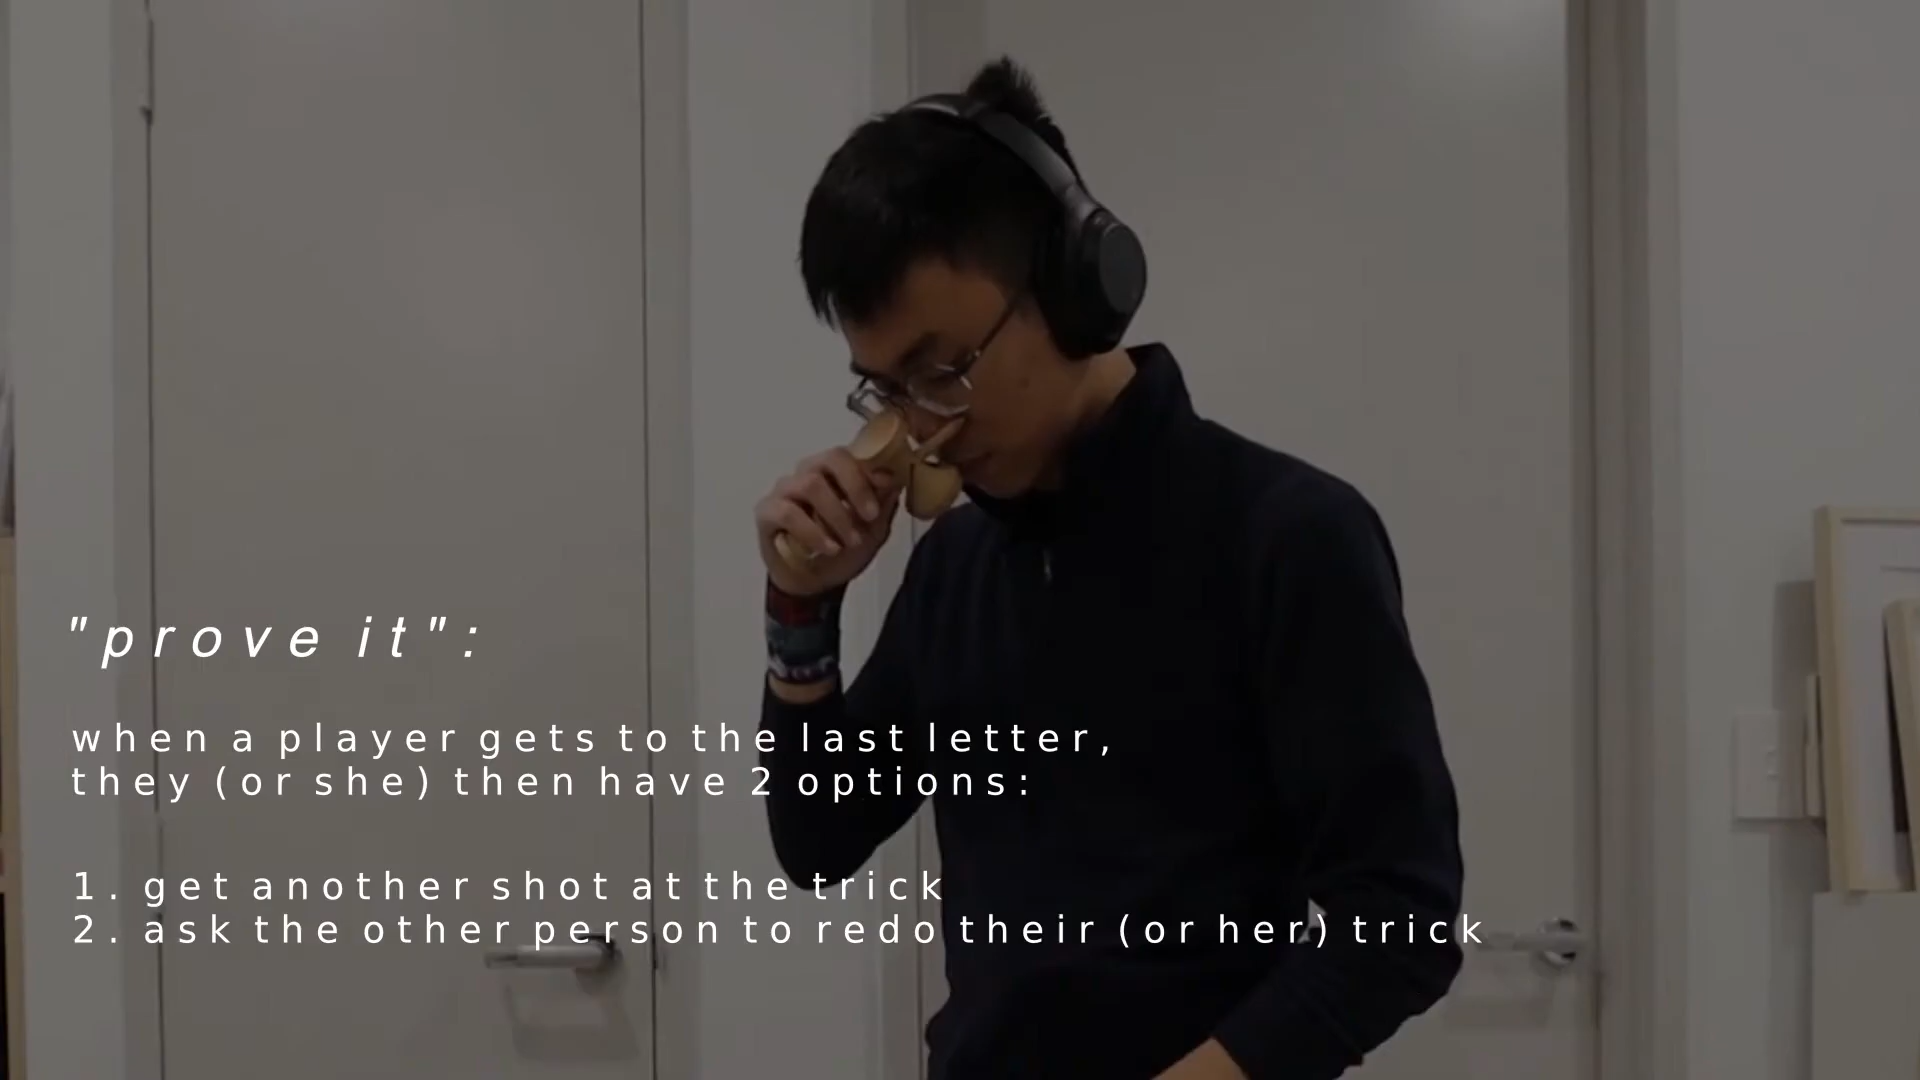 "prove it":
when a player gets to the last letter,
they (or she) then have 2 options:
1. get another shot at the trick
2. ask the other person to redo their (or her) trick